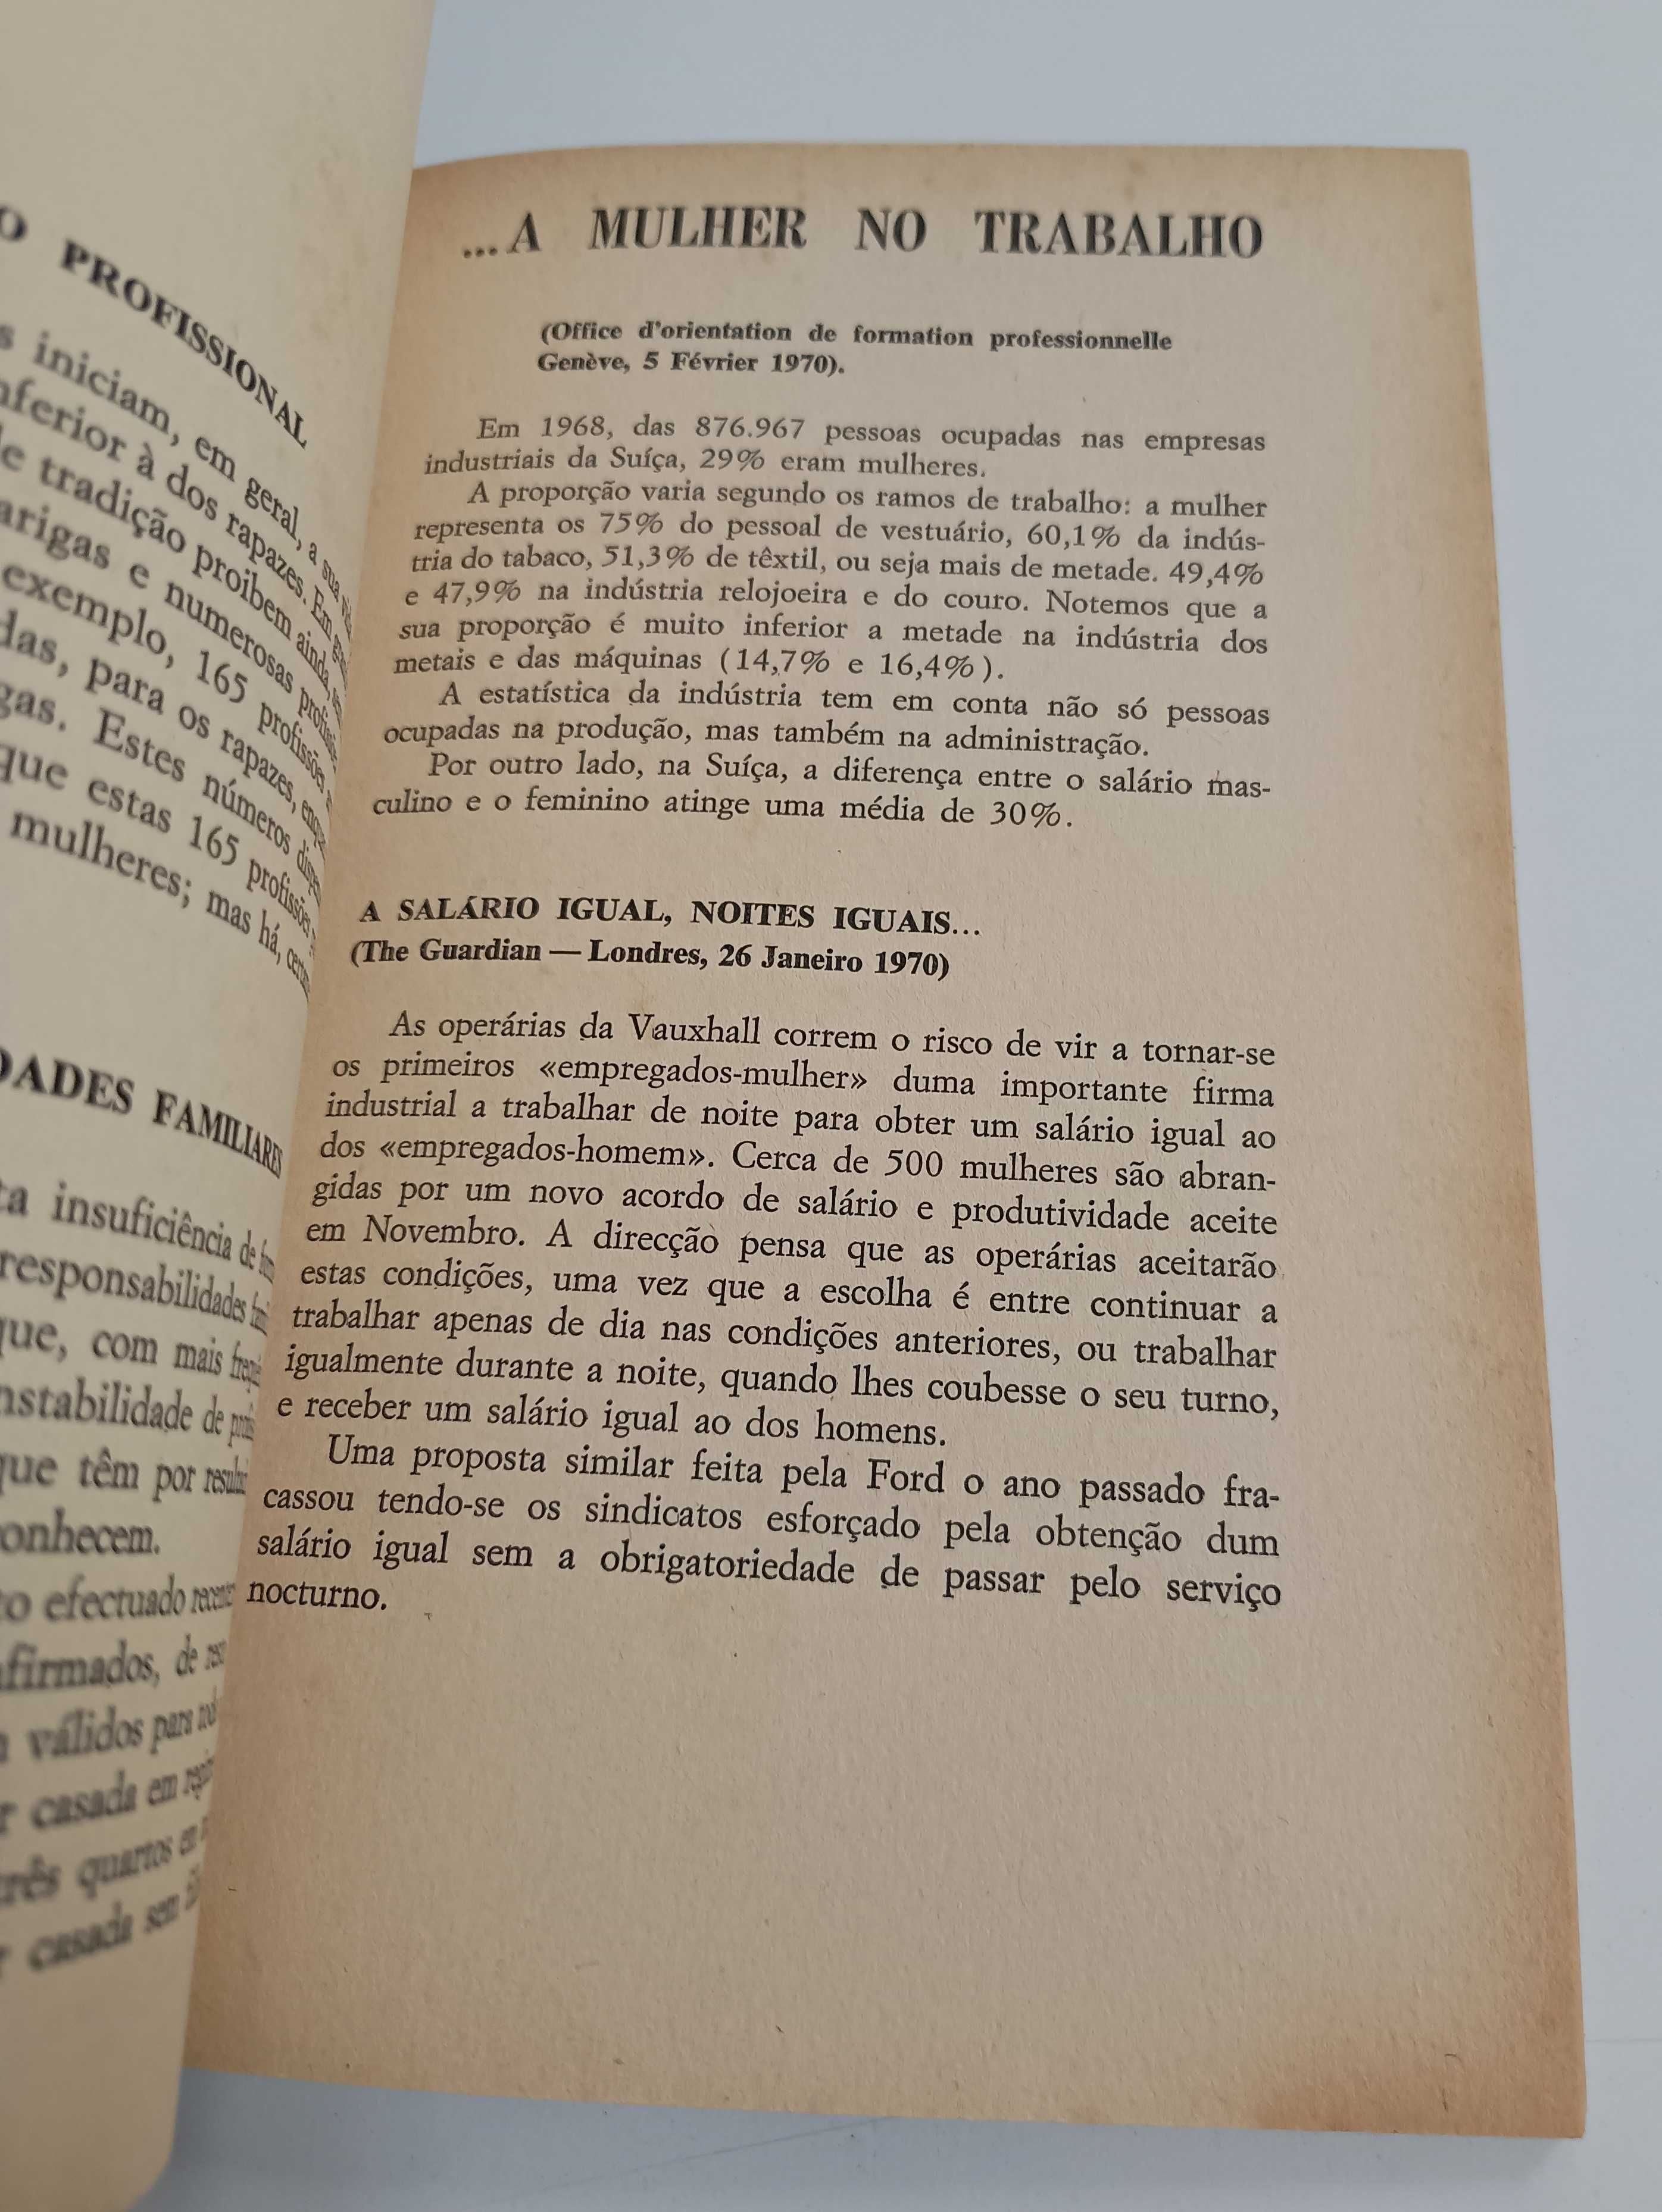 O PROFISSIONAL
s iniciam, em geral, a sua
nferior à dos rapazes. Em
e tradição proibem ainda,
arigas e numerosas
exemplo, 165 profissões
das, para os rapazes,
gas. Estes números
que estas 165 profissões
mulheres; mas há,
DADES FAMILIARES
ta insuficiência de
responsabilidades
que, com mais
nstabilidade de
que têm por
onhecem.
to efectuado
afirmados, de
válidos para
r casada em
três quartos
r casada sem
...A MULHER NO TRABALHO
(Office d'orientation de formation professionnelle
Genève, 5 Février 1970).
Em 1968, das 876.967 pessoas ocupadas nas empresas
industriais da Suíça, 29% eram mulheres.
A proporção varia segundo os ramos de trabalho: a mulher
representa os 75% do pessoal de vestuário, 60,1% da indús-
tria do tabaco, 51,3% de têxtil, ou seja mais de metade. 49,4%
e 47,9% na indústria relojoeira e do couro. Notemos que a
sua proporção é muito inferior a metade na indústria dos
metais e das máquinas (14,7% e 16,4%).
A estatística da indústria tem em conta não só pessoas
ocupadas na produção, mas também na administração.
Por outro lado, na Suíça, a diferença entre o salário mas-
culino e o feminino atinge uma média de 30%.
A SALÁRIO IGUAL, NOITES IGUAIS...
(The Guardian — Londres, 26 Janeiro 1970)
As operárias da Vauxhall correm o risco de vir a tornar-se
os primeiros «empregados-mulher» duma importante firma
industrial a trabalhar de noite para obter um salário igual ao
dos «empregados-homem». Cerca de 500 mulheres são abran-
gidas por um novo acordo de salário e produtividade aceite
em Novembro. A direcção pensa que as operárias aceitarão
estas condições, uma vez que a escolha é entre continuar a
trabalhar apenas de dia nas condições anteriores, ou trabalhar
igualmente durante a noite, quando lhes coubesse o seu turno,
e receber um salário igual ao dos homens.
Uma proposta similar feita pela Ford o ano passado fra-
cassou tendo-se os sindicatos esforçado pela obtenção dum
salário igual sem a obrigatoriedade de passar pelo serviço
nocturno.